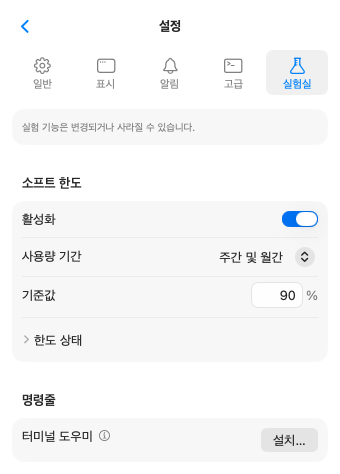 설정
일반 표시 알림 고급 실험실
실험 기능은 변경되거나 사라질 수 있습니다.
소프트 한도
활성화
사용량 기간 주간 및 월간
기준값 90 %
한도 상태
명령줄
터미널 도우미 설치...